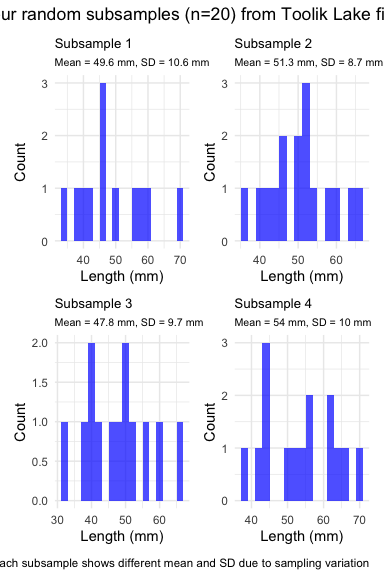 ur random subsamples (n=20) from Toolik Lake fi
Subsample 1
Mean = 49.6 mm, SD = 10.6 mm
3
2
1
0
Count
40 50 60 70
Length (mm)
Subsample 2
Mean = 51.3 mm, SD = 8.7 mm
3
2
1
0
Count
40 50 60
Length (mm)
Subsample 3
Mean = 47.8 mm, SD = 9.7 mm
2.0
1.5
1.0
0.5
0.0
Count
30 40 50 60
Length (mm)
Subsample 4
Mean = 54 mm, SD = 10 mm
3
2
1
0
Count
40 50 60 70
Length (mm)
ach subsample shows different mean and SD due to sampling variation